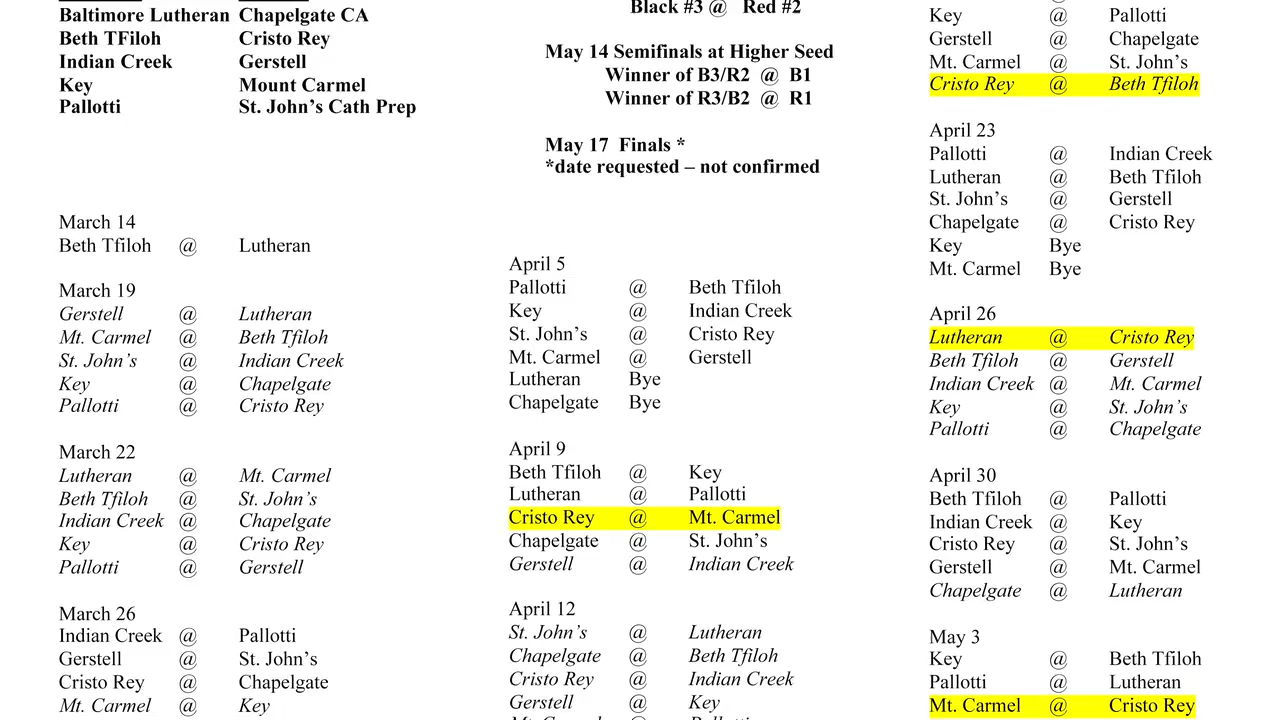 Baltimore Lutheran Chapelgate CA
Beth TFiloh Cristo Rey
Indian Creek Gerstell
Key Mount Carmel
Pallotti St. John's Cath Prep
March 14
Beth Tfiloh @ Lutheran
March 19
Gerstell @ Lutheran
Mt. Carmel @ Beth Tfiloh
St. John's @ Indian Creek
Key @ Chapelgate
Pallotti @ Cristo Rey
March 22
Lutheran @ Mt. Carmel
Beth Tfiloh @ St. John's
Indian Creek @ Chapelgate
Key @ Cristo Rey
Pallotti @ Gerstell
March 26
Indian Creek @ Pallotti
Gerstell @ St. John's
Cristo Rey @ Chapelgate
Mt. Carmel @ Key
Black #3 @ Red #2
May 14 Semifinals at Higher Seed
Winner of B3/R2 @ B1
Winner of R3/B2 @ R1
May 17 Finals *
*date requested – not confirmed
April 5
Pallotti @ Beth Tfiloh
Key @ Indian Creek
St. John's @ Cristo Rey
Mt. Carmel @ Gerstell
Lutheran Bye
Chapelgate Bye
April 9
Beth Tfiloh @ Key
Lutheran @ Pallotti
Cristo Rey @ Mt. Carmel
Chapelgate @ St. John's
Gerstell @ Indian Creek
April 12
St. John's @ Lutheran
Chapelgate @ Beth Tfiloh
Cristo Rey @ Indian Creek
Gerstell @ Key
Key @ Pallotti
Gerstell @ Chapelgate
Mt. Carmel @ St. John's
Cristo Rey @ Beth Tfiloh
April 23
Pallotti @ Indian Creek
Lutheran @ Beth Tfiloh
St. John's @ Gerstell
Chapelgate @ Cristo Rey
Key Bye
Mt. Carmel Bye
April 26
Lutheran @ Cristo Rey
Beth Tfiloh @ Gerstell
Indian Creek @ Mt. Carmel
Key @ St. John's
Pallotti @ Chapelgate
April 30
Beth Tfiloh @ Pallotti
Indian Creek @ Key
Cristo Rey @ St. John's
Gerstell @ Mt. Carmel
Chapelgate @ Lutheran
May 3
Key @ Beth Tfiloh
Pallotti @ Lutheran
Mt. Carmel @ Cristo Rey